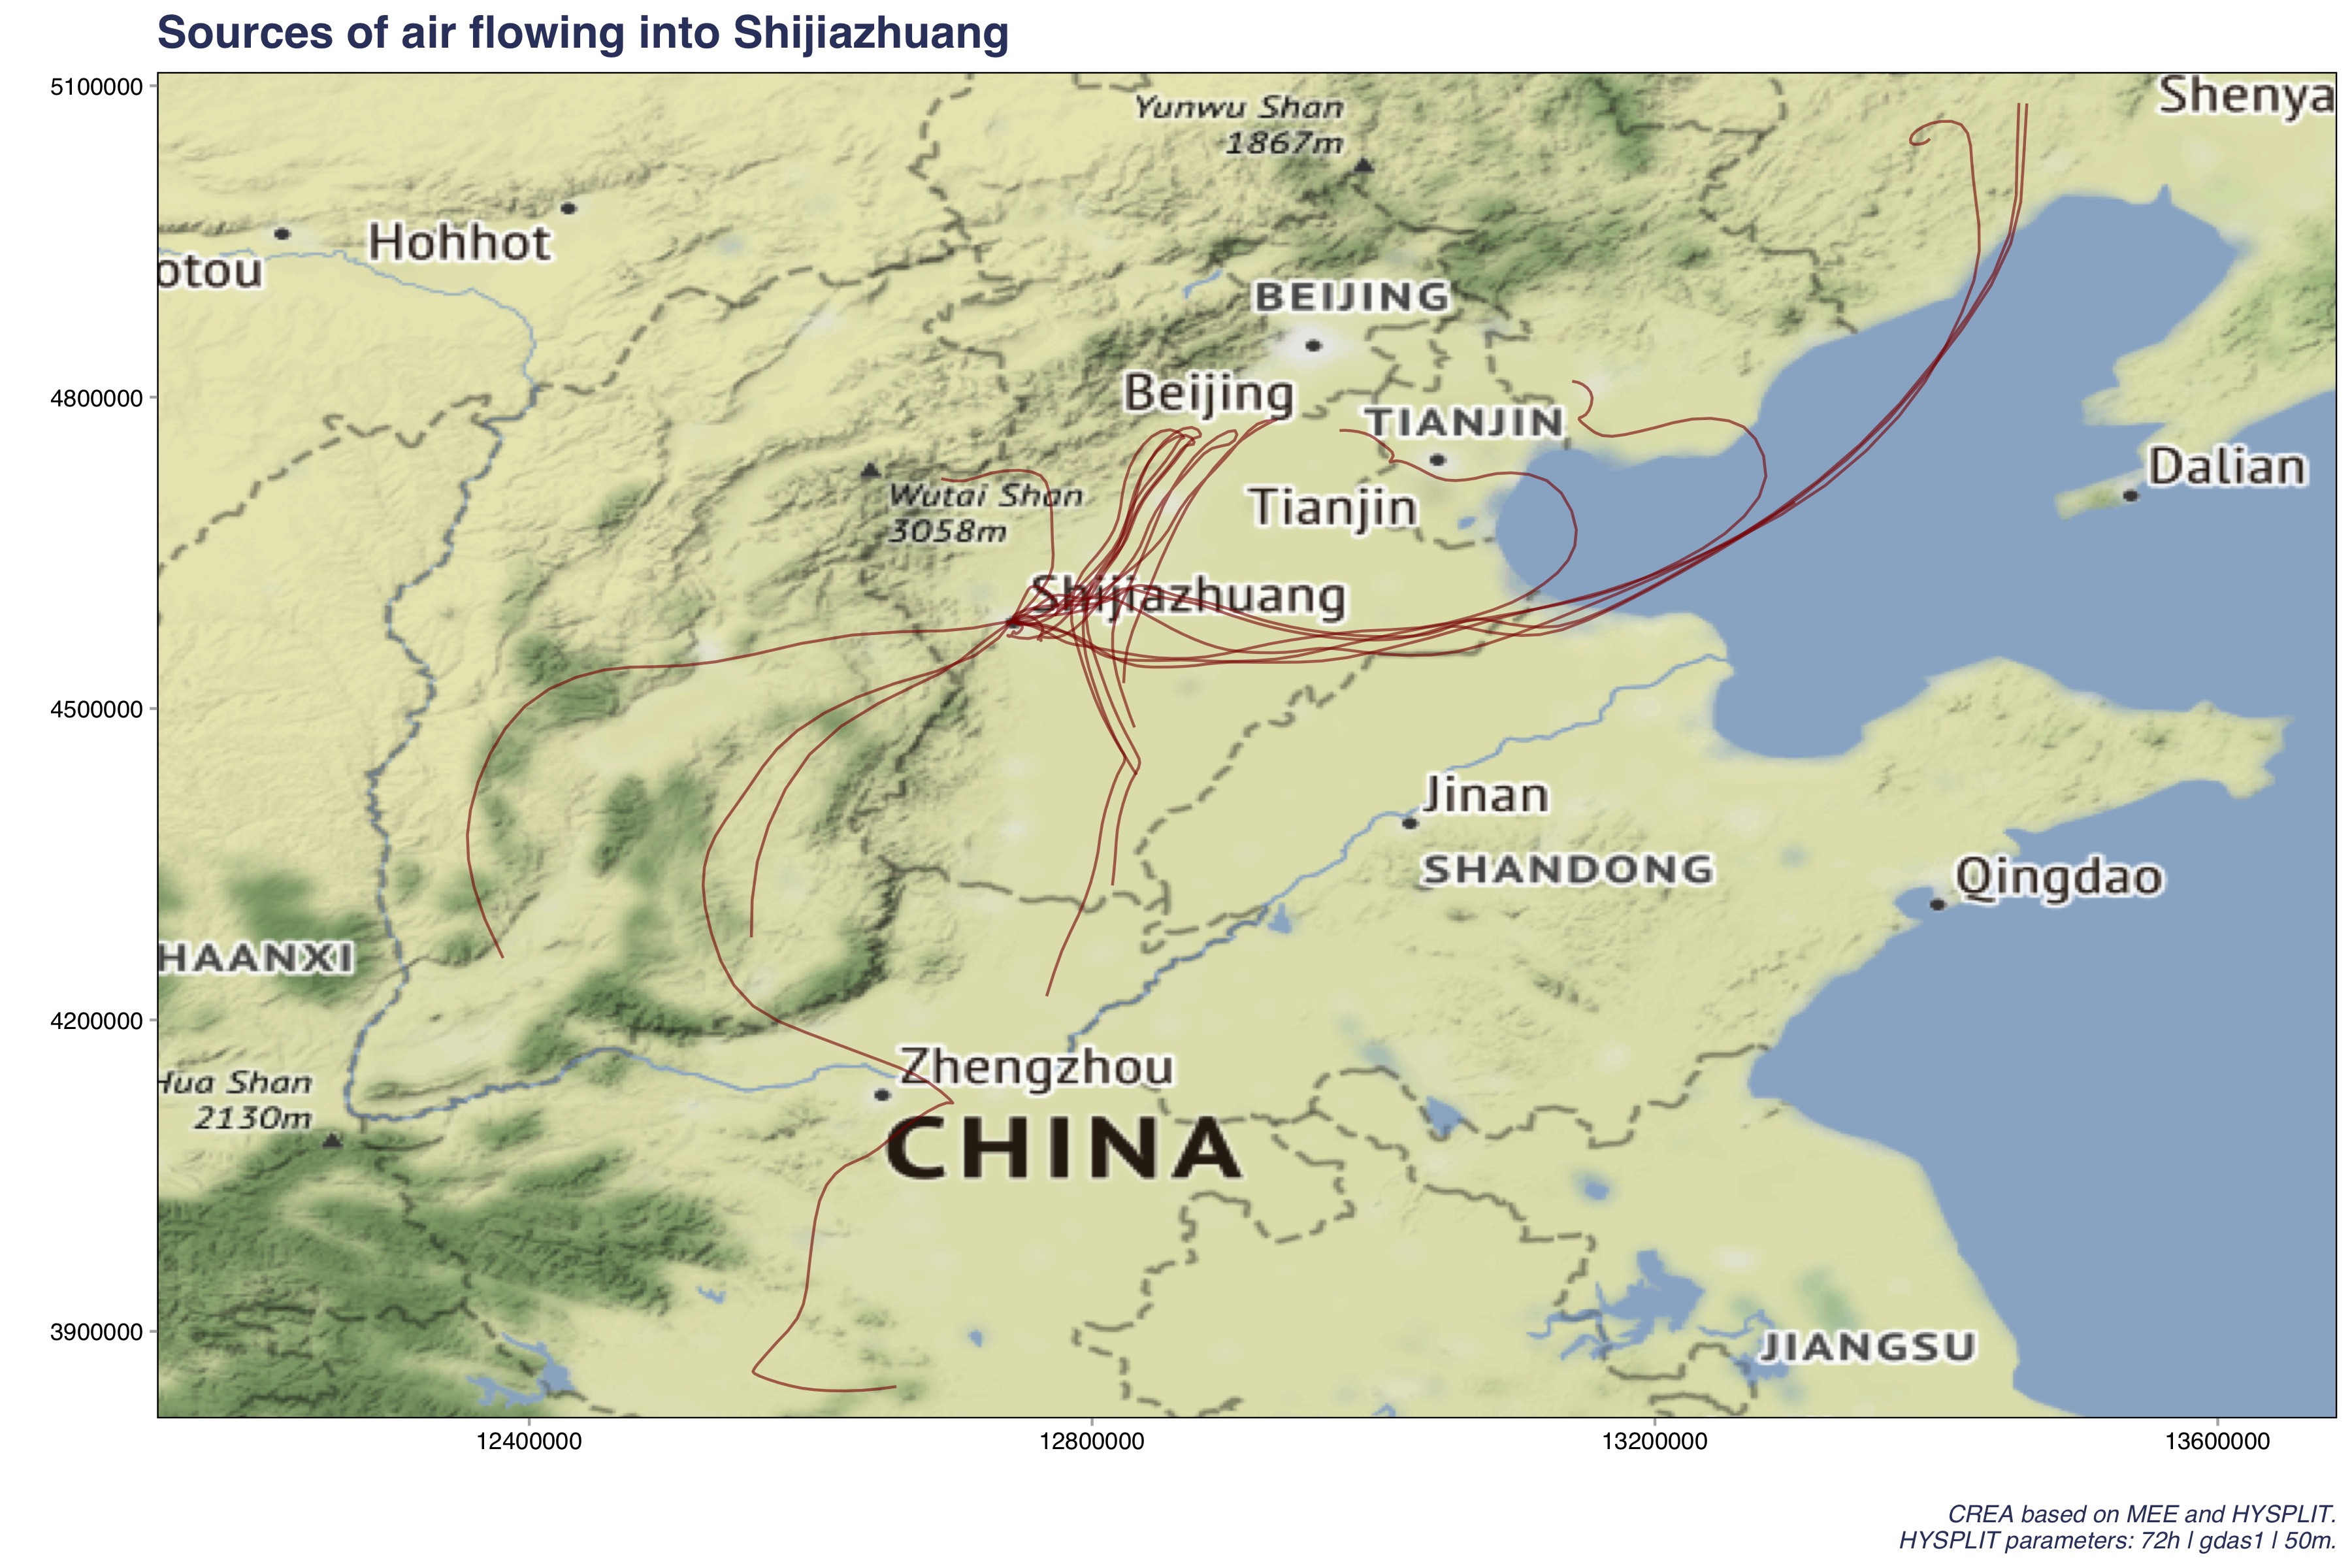 Sources of air flowing into Shijiazhuang
5100000
4800000
4500000
4200000
3900000
Yunwu Shan
1867m
Shenya
Hohhot
otou
BEIJING
Beijing
TIANJIN
Tianjin
Dalian
Wutai Shan
3058m
Shijiazhuang
Jinan
SHANDONG
Qingdao
HAANXI
Zhengzhou
Hua Shan
2130m
CHINA
JIANGSU
12400000
12800000
13200000
13600000
CREA based on MEE and HYSPLIT.
HYSPLIT parameters: 72h | gdas1 | 50m.